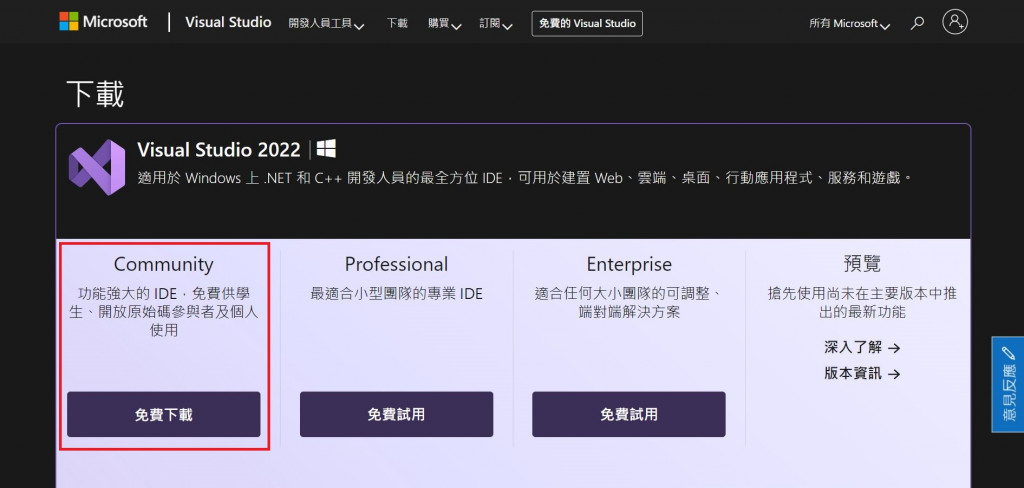 Microsoft Visual Studio 開發人員工具 下載 購買 訂閱 免費的 Visual Studio 所有 Microsoft
下載
Visual Studio 2022
適用於 Windows 上 .NET 和 C++ 開發人員的最全方位 IDE，可用於建置 Web、雲端、桌面、行動應用程式、服務和遊戲。
Community
功能強大的 IDE，免費供學
生、開放原始碼參與者及個人
使用
免費下載
Professional
最適合小型團隊的專業 IDE
免費試用
Enterprise
適合任何大小團隊的可調整、
端對端解決方案
免費試用
預覽
搶先使用尚未在主要版本中推
出的最新功能
深入了解 →
版本資訊 →
意見反應